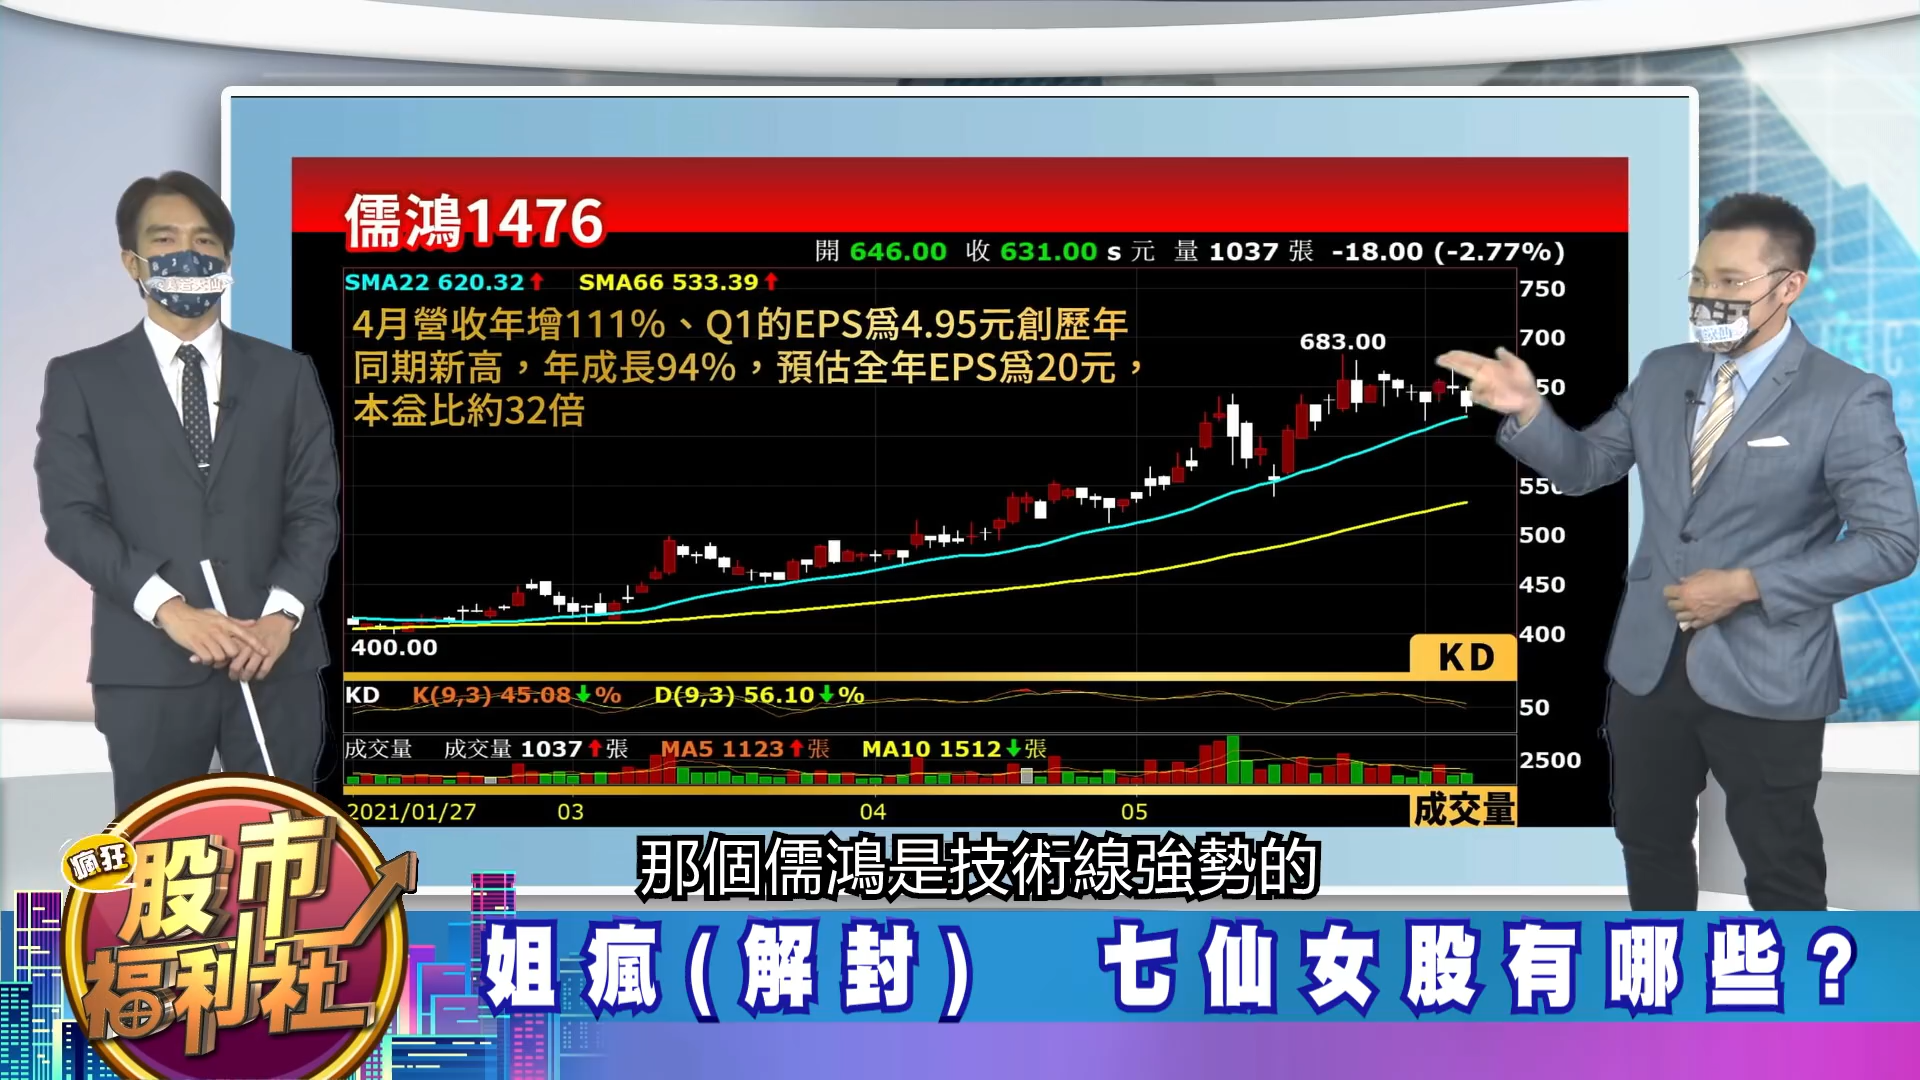 儒鴻1476
開 646.00 收 631.00 s 元 量 1037 張 -18.00 (-2.77%)
SMA22 620.32↑ SMA66 533.39↑
4月營收年增111%、Q1的EPS為4.95元創歷年
同期新高，年成長94%，預估全年EPS為20元，
本益比約32倍
683.00
750
700
50
550
500
450
400
400.00
KD
KD K(9,3) 45.08↓% D(9,3) 56.10↓%
50
成交量 成交量 1037↑張 MA5 1123↑張 MA10 1512↓張
2500
2021/01/27 03 04 05
成交量
瘋狂
股市
福利社
那個儒鴻是技術線強勢的
姐瘋(解封) 七仙女股有哪些?